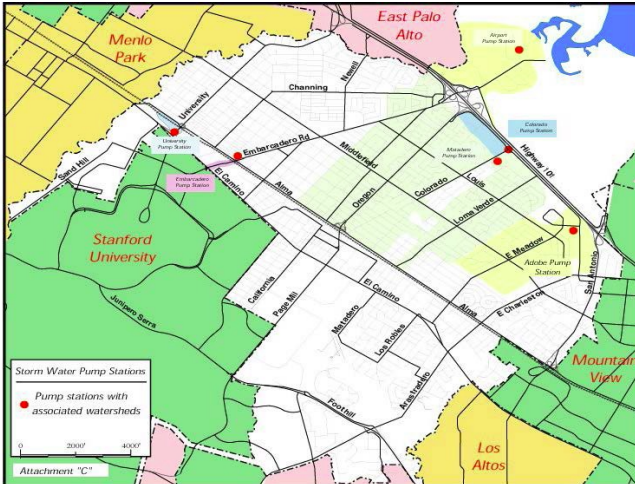 East Palo
Alto
Menlo
Park
Airport
Pump Station
Newell
Channing
University
Colorado
Pump Station
University
Pump Station
Embarcadero Rd
Middlefield
Matadero
Pump Station
Highway 101
Sand Hill
Embarcadero
Pump Station
El Camino
Alma
Oregon
Colorado
Louis
Loma Verde
Stanford
University
E Meadow
Adobe Pump
Station
San Antonio
California
Page Mill
El Camino
Alma
E Charleston
Junipero Serra
Matadero
Los Robles
Mountain
View
Arastradero
Foothill
Los
Altos
Storm Water Pump Stations
Pump stations with
associated watersheds
0 2000' 4000'
Attachment "C"